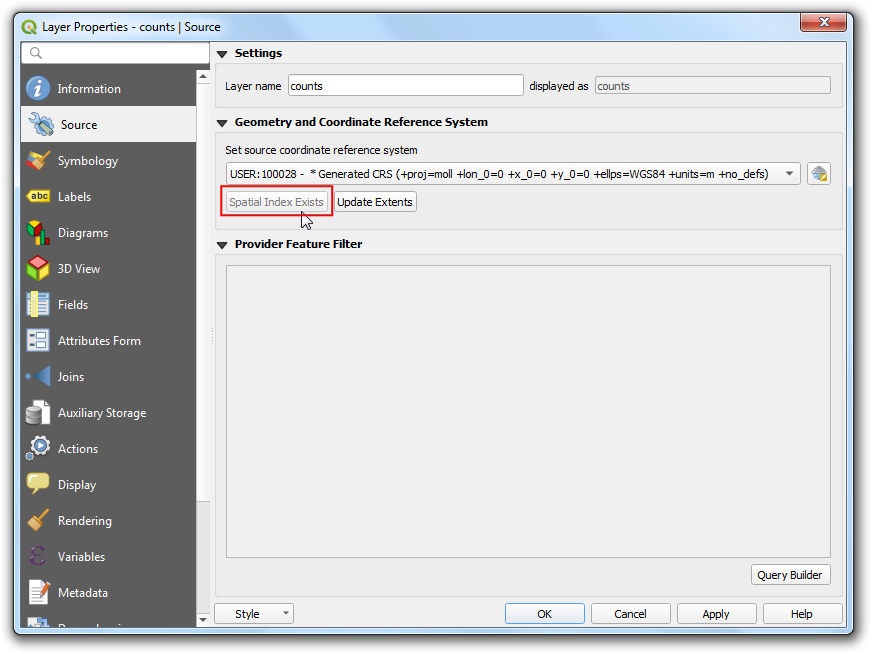 Layer Properties - counts | Source
Information
Source
Symbology
abc Labels
Diagrams
3D View
Fields
Attributes Form
Joins
Auxiliary Storage
Actions
Display
Rendering
Variables
Metadata
Settings
Layer name counts displayed as counts
Geometry and Coordinate Reference System
Set source coordinate reference system
USER:100028 - * Generated CRS (+proj=moll +lon_0=0 +x_0=0 +y_0=0 +ellps=WGS84 +units=m +no_defs)
Spatial Index Exists Update Extents
Provider Feature Filter
Query Builder
Style OK Cancel Apply Help